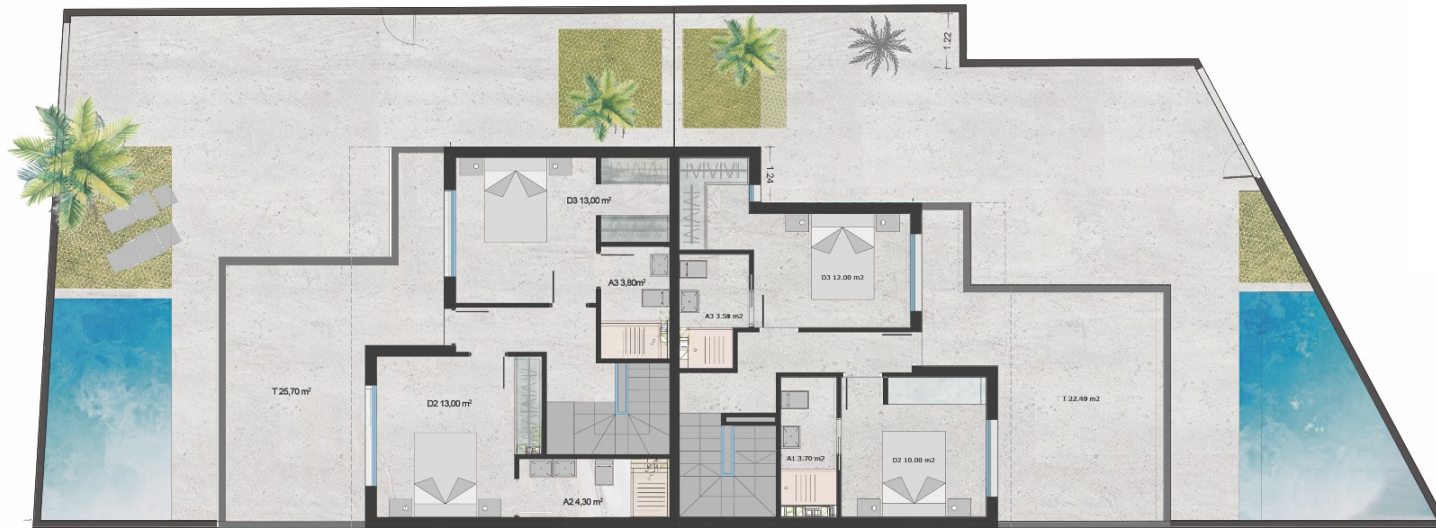 1.22
1.24
D3 13,00 m²
A3 3,80m²
D3 12.00 m2
A3 3.50 m2
T 25,70 m²
D2 13,00 m²
T 22.40 m2
A1 3.70 m2
D2 10.00 m2
A2 4,30 m²